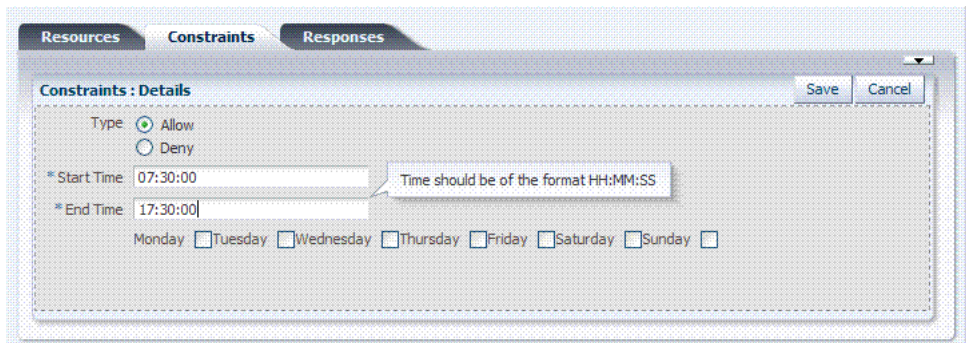 Resources Constraints Responses
Constraints : Details Save Cancel
Type Allow
Deny
* Start Time 07:30:00 Time should be of the format HH:MM:SS
* End Time 17:30:00
Monday Tuesday Wednesday Thursday Friday Saturday Sunday